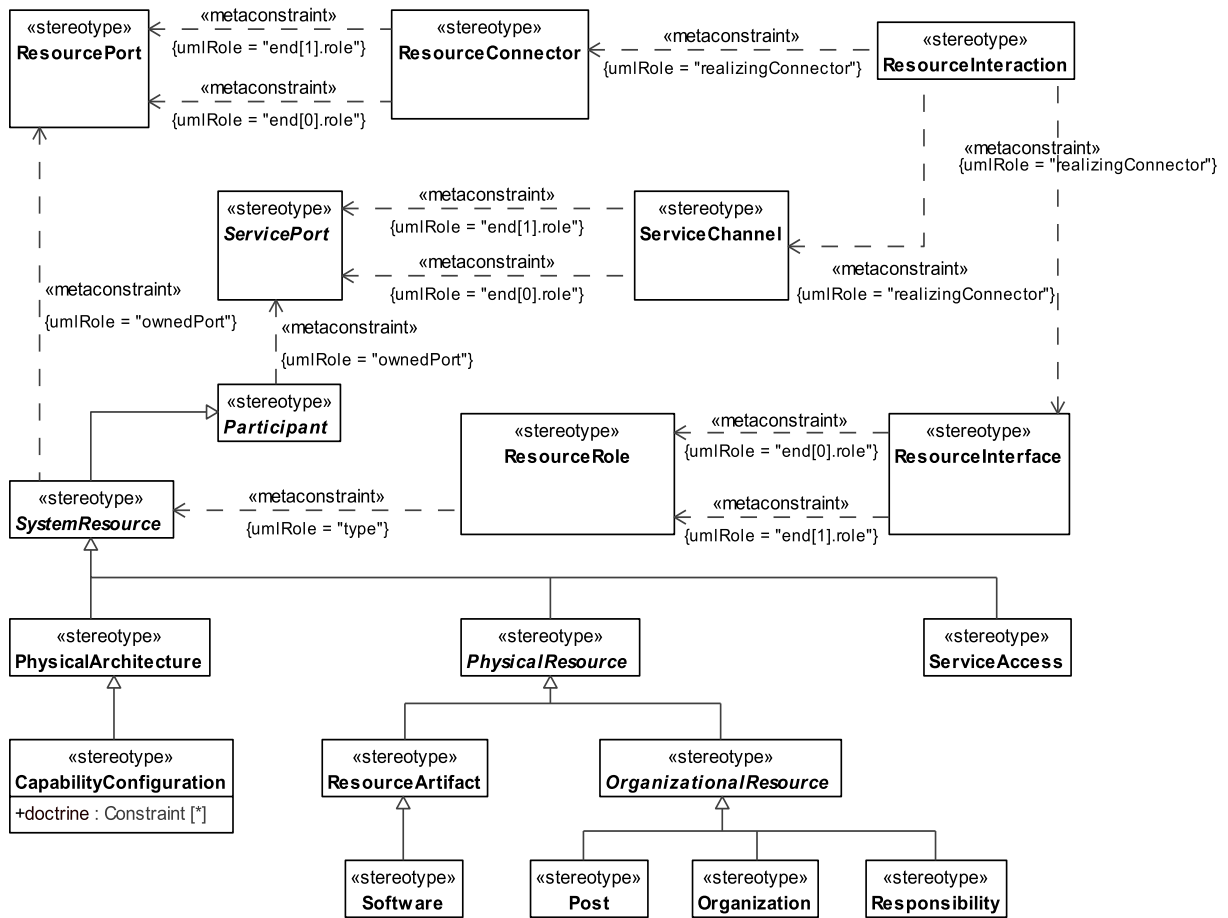 «stereotype»
ResourcePort
«metaconstraint»
{umlRole = "end[1].role"}
«metaconstraint»
{umlRole = "end[0].role"}
«stereotype»
ResourceConnector
«metaconstraint»
{umlRole = "realizingConnector"}
«stereotype»
ResourceInteraction
«metaconstraint»
{umlRole = "realizingConnector"}
«stereotype»
ServicePort
«metaconstraint»
{umlRole = "end[1].role"}
«metaconstraint»
{umlRole = "end[0].role"}
«stereotype»
ServiceChannel
«metaconstraint»
{umlRole = "realizingConnector"}
«metaconstraint»
{umlRole = "ownedPort"}
«metaconstraint»
{umlRole = "ownedPort"}
«stereotype»
Participant
«stereotype»
ResourceRole
«metaconstraint»
{umlRole = "end[0].role"}
«metaconstraint»
{umlRole = "end[1].role"}
«stereotype»
ResourceInterface
«stereotype»
SystemResource
«metaconstraint»
{umlRole = "type"}
«stereotype»
PhysicalArchitecture
«stereotype»
PhysicalResource
«stereotype»
ServiceAccess
«stereotype»
CapabilityConfiguration
+doctrine : Constraint [*]
«stereotype»
ResourceArtifact
«stereotype»
OrganizationalResource
«stereotype»
Software
«stereotype»
Post
«stereotype»
Organization
«stereotype»
Responsibility